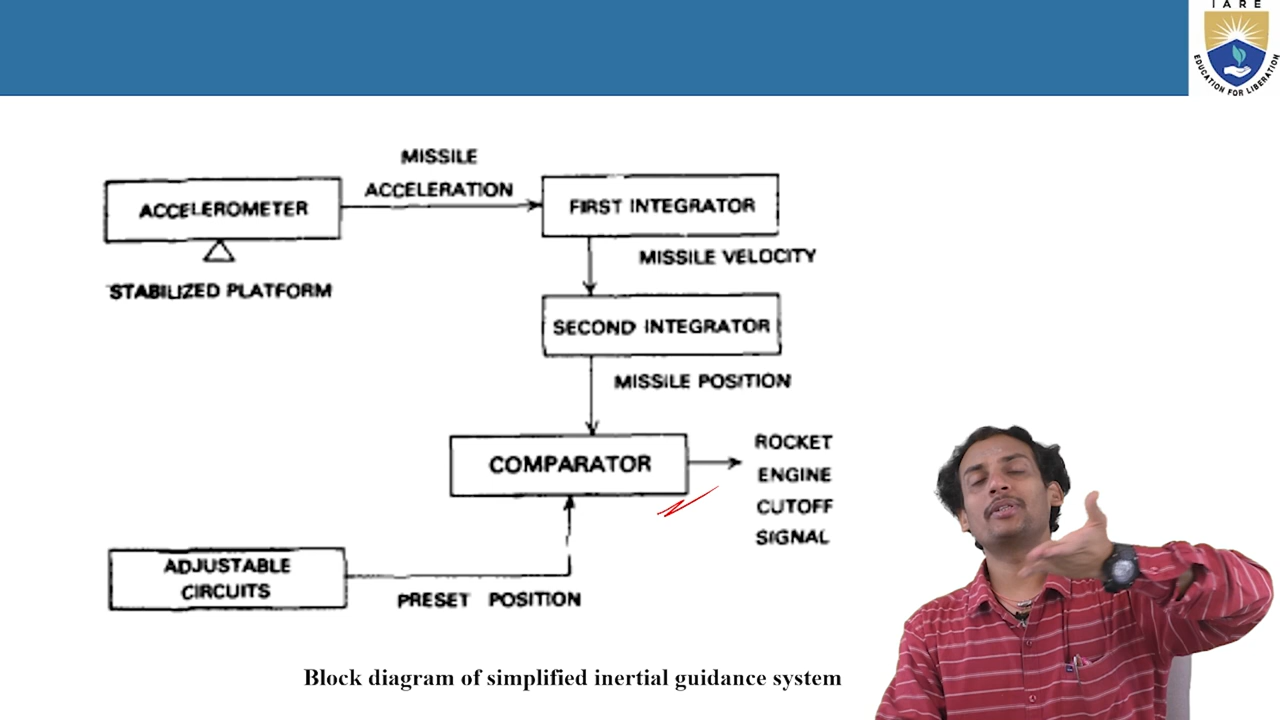 IARE
EDUCATION FOR LIBERATION
MISSILE
ACCELERATION
ACCELEROMETER
FIRST INTEGRATOR
MISSILE VELOCITY
STABILIZED PLATFORM
SECOND INTEGRATOR
MISSILE POSITION
COMPARATOR
ROCKET
ENGINE
CUTOFF
SIGNAL
ADJUSTABLE
CIRCUITS
PRESET POSITION
Block diagram of simplified inertial guidance system